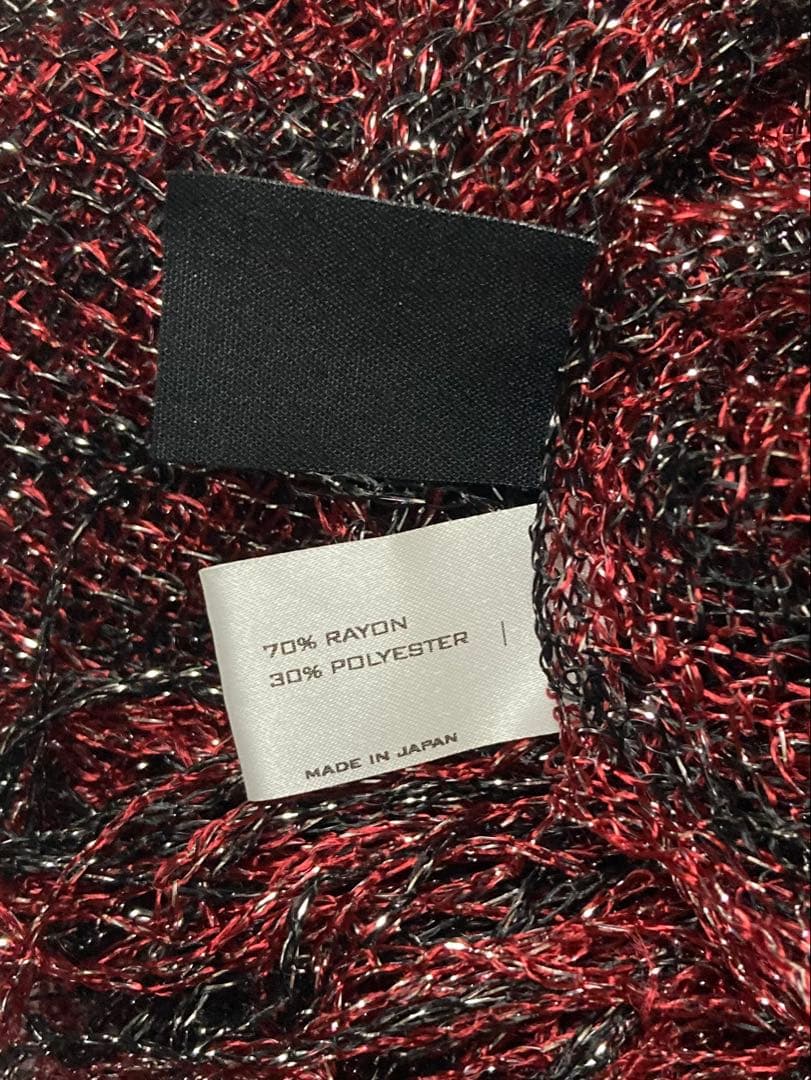 70% RAYON
30% POLYESTER
MADE IN JAPAN